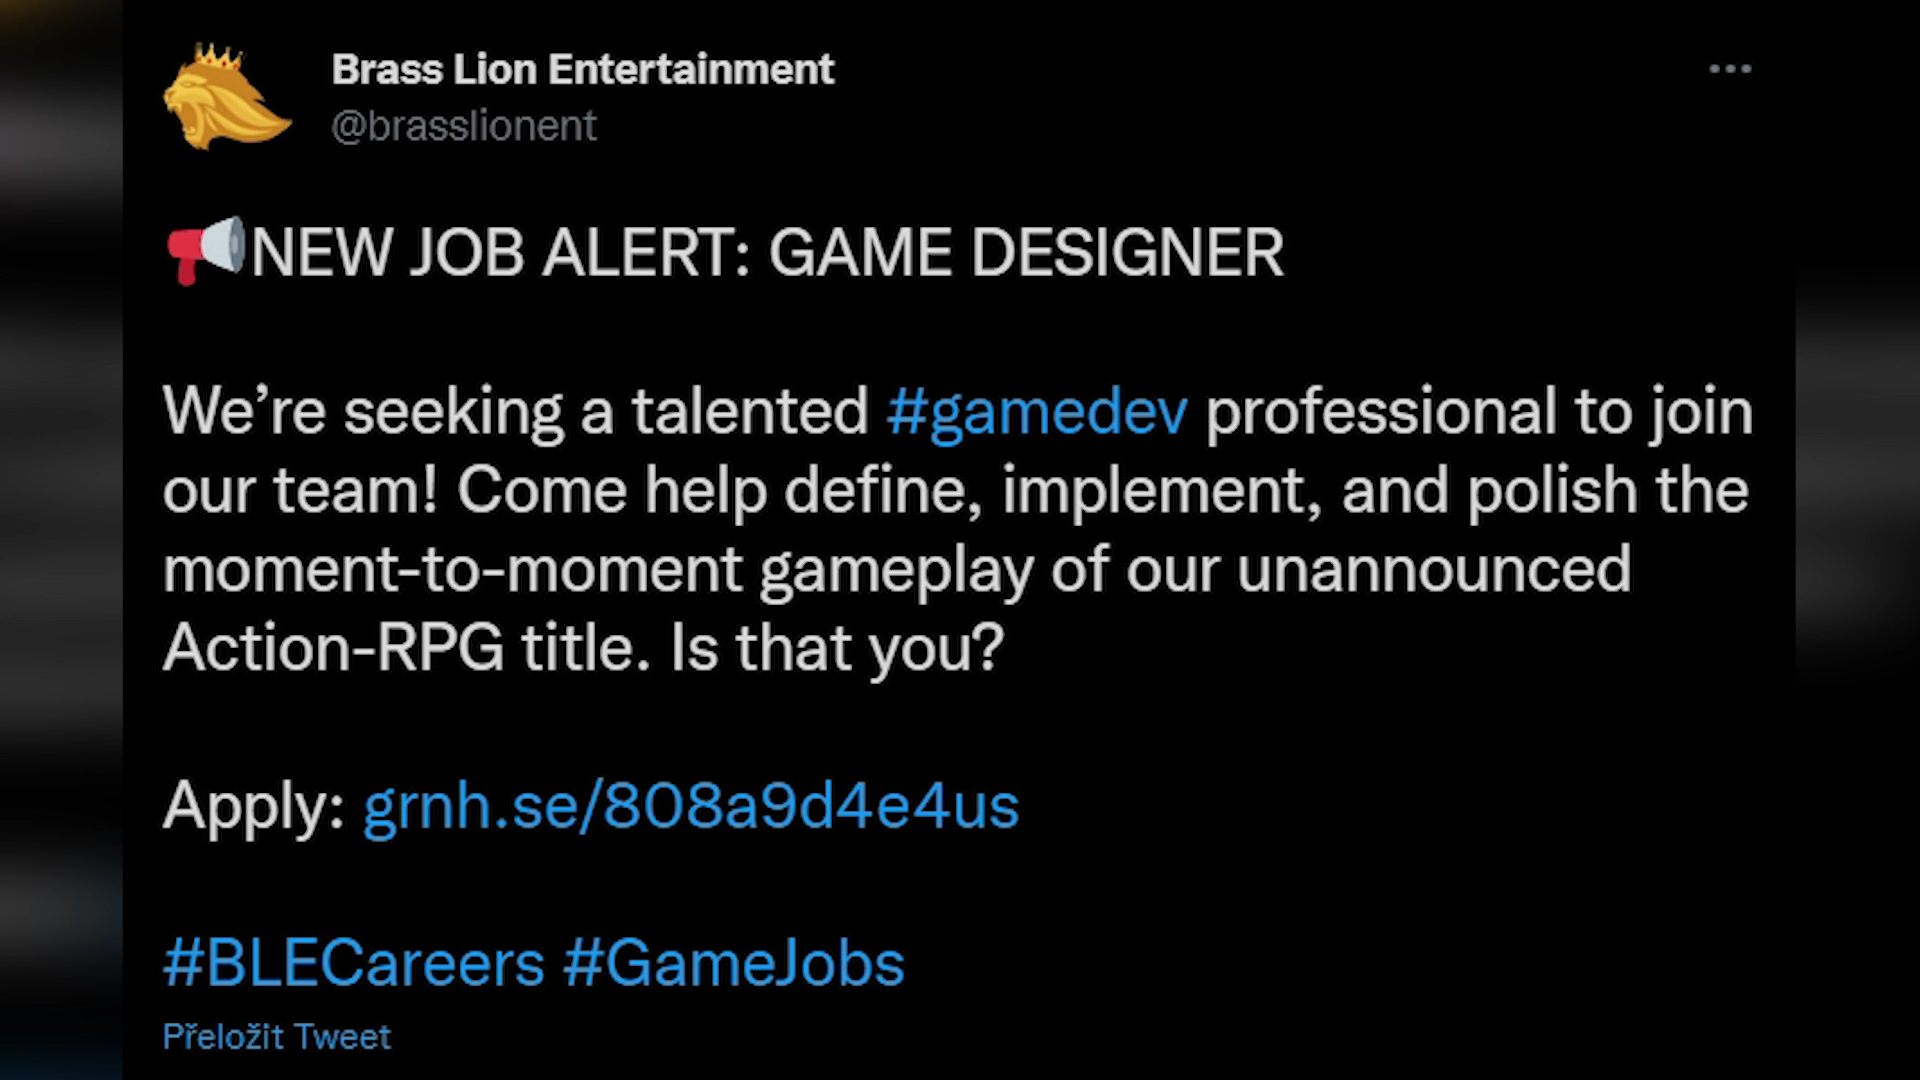 Brass Lion Entertainment
@brasslionent
📢NEW JOB ALERT: GAME DESIGNER
We’re seeking a talented #gamedev professional to join
our team! Come help define, implement, and polish the
moment-to-moment gameplay of our unannounced
Action-RPG title. Is that you?
Apply: grnh.se/808a9d4e4us
#BLECareers #GameJobs
Přeložit Tweet